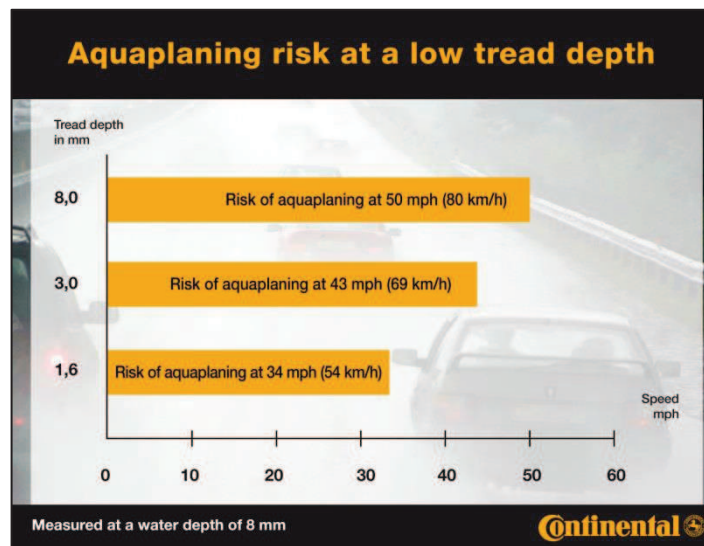 Aquaplaning risk at a low tread depth
Tread depth
in mm
8,0
Risk of aquaplaning at 50 mph (80 km/h)
3,0
Risk of aquaplaning at 43 mph (69 km/h)
1,6
Risk of aquaplaning at 34 mph (54 km/h)
Speed
mph
0 10 20 30 40 50 60
Measured at a water depth of 8 mm
Continental